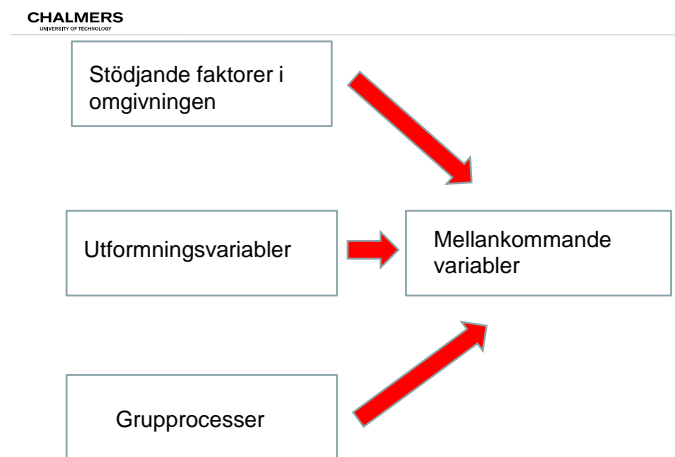 CHALMERS
UNIVERSITY OF TECHNOLOGY
Stödjande faktorer i
omgivningen
Utformningsvariabler
Mellankommande
variabler
Grupprocesser